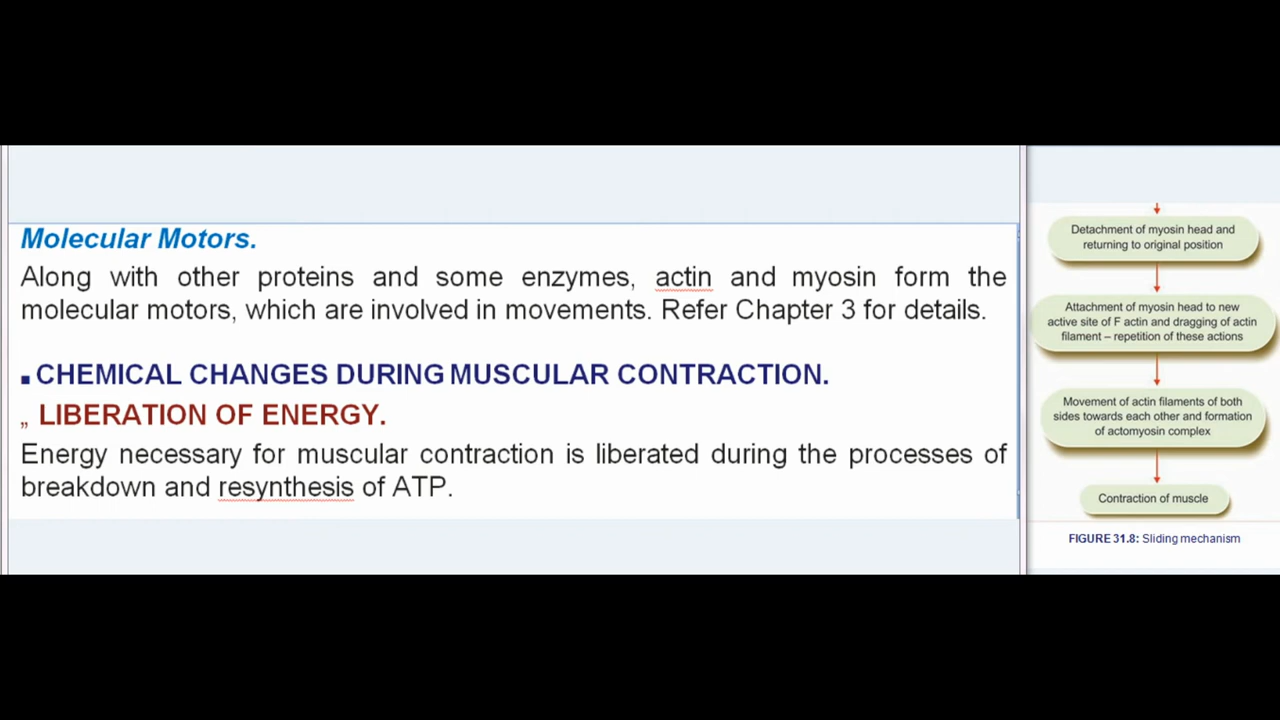 Molecular Motors.
Along with other proteins and some enzymes, actin and myosin form the
molecular motors, which are involved in movements. Refer Chapter 3 for details.
▪ CHEMICAL CHANGES DURING MUSCULAR CONTRACTION.
„ LIBERATION OF ENERGY.
Energy necessary for muscular contraction is liberated during the processes of
breakdown and resynthesis of ATP.
Detachment of myosin head and
returning to original position
Attachment of myosin head to new
active site of F actin and dragging of actin
filament – repetition of these actions
Movement of actin filaments of both
sides towards each other and formation
of actomyosin complex
Contraction of muscle
FIGURE 31.8: Sliding mechanism